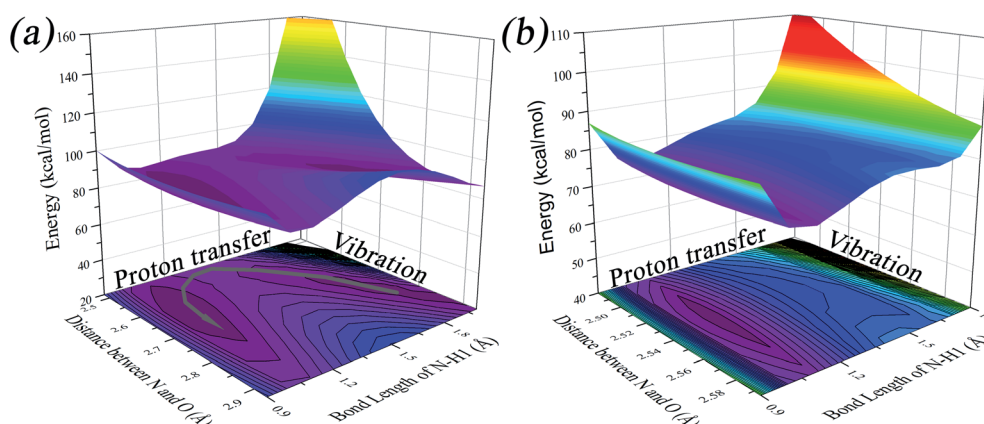 (a)
160
140
120
100
80
60
40
20
Energy (kcal/mol)
Proton transfer
Vibration
2.5
2.6
2.7
2.8
2.9
Distance between N and O (Å)
0.9
1.2
1.5
1.8
Bond Length of N-H1 (Å)
(b)
110
100
90
80
70
60
50
40
Energy (kcal/mol)
Proton transfer
Vibration
2.50
2.52
2.54
2.56
2.58
Distance between N and O (Å)
0.9
1.2
1.5
Bond Length of N-H1 (Å)